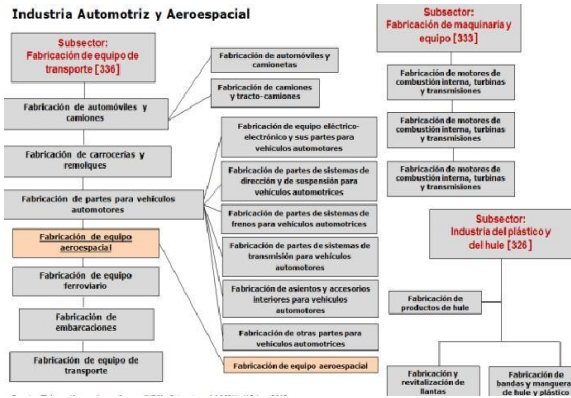 Industria Automotriz y Aeroespacial
Subsector:
Fabricación de equipo de
transporte [336]
Fabricación de automóviles y
camiones
Fabricación de carrocerías y
remolques
Fabricación de partes para vehículos
automotores
Fabricación de equipo
aeroespacial
Fabricación de equipo
ferroviario
Fabricación de
embarcaciones
Fabricación de equipo de
transporte
Fabricación de automóviles y
camionetas
Fabricación de camiones
y tracto-camiones
Fabricación de equipo eléctrico-
electrónico y sus partes para
vehículos automotores
Fabricación de partes de sistemas de
dirección y de suspensión para
vehículos automotrices
Fabricación de partes de sistemas de
frenos para vehículos automotrices
Fabricación de partes de sistemas de
transmisión para vehículos
automotores
Fabricación de asientos y accesorios
interiores para vehículos
automotores
Fabricación de otras partes para
vehículos automotrices
Fabricación de equipo aeroespacial
Subsector:
Fabricación de maquinaria y
equipo [333]
Fabricación de motores de
combustión interna, turbinas
y transmisiones
Fabricación de motores de
combustión interna, turbinas
y transmisiones
Fabricación de motores de
combustión interna, turbinas
y transmisiones
Subsector:
Industria del plástico y
del hule [326]
Fabricación de
productos de hule
Fabricación y
revitalización de
llantas
Fabricación de
bandas y manguera
de hule y plástico